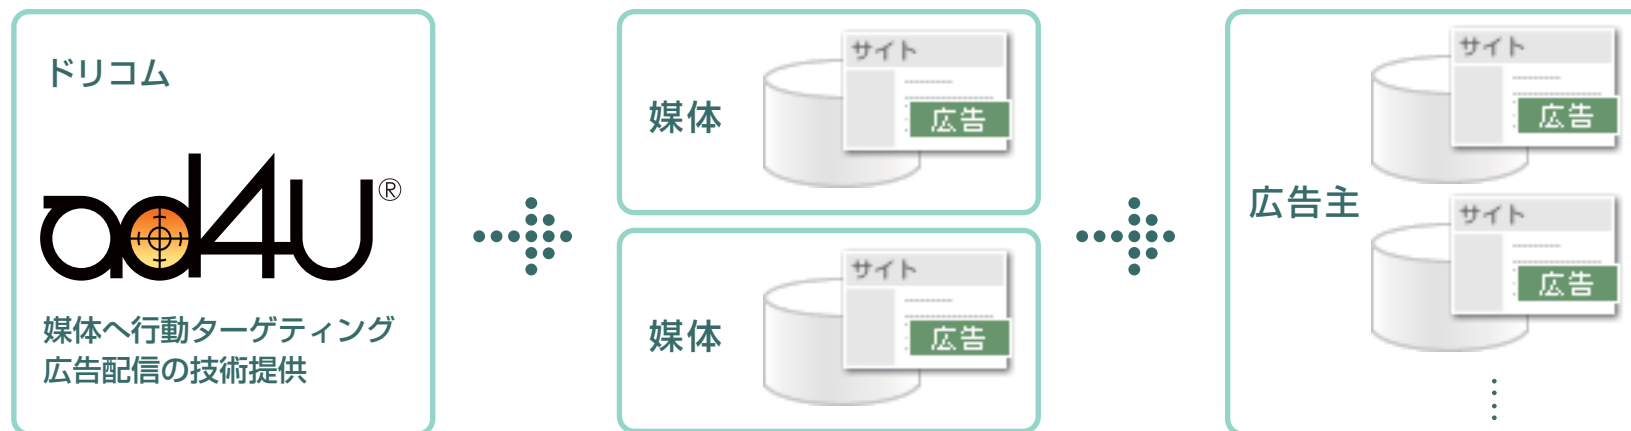 ドリコム
ad4U®
媒体へ行動ターゲティング
広告配信の技術提供
媒体
サイト
広告
媒体
サイト
広告
広告主
サイト
広告
サイト
広告